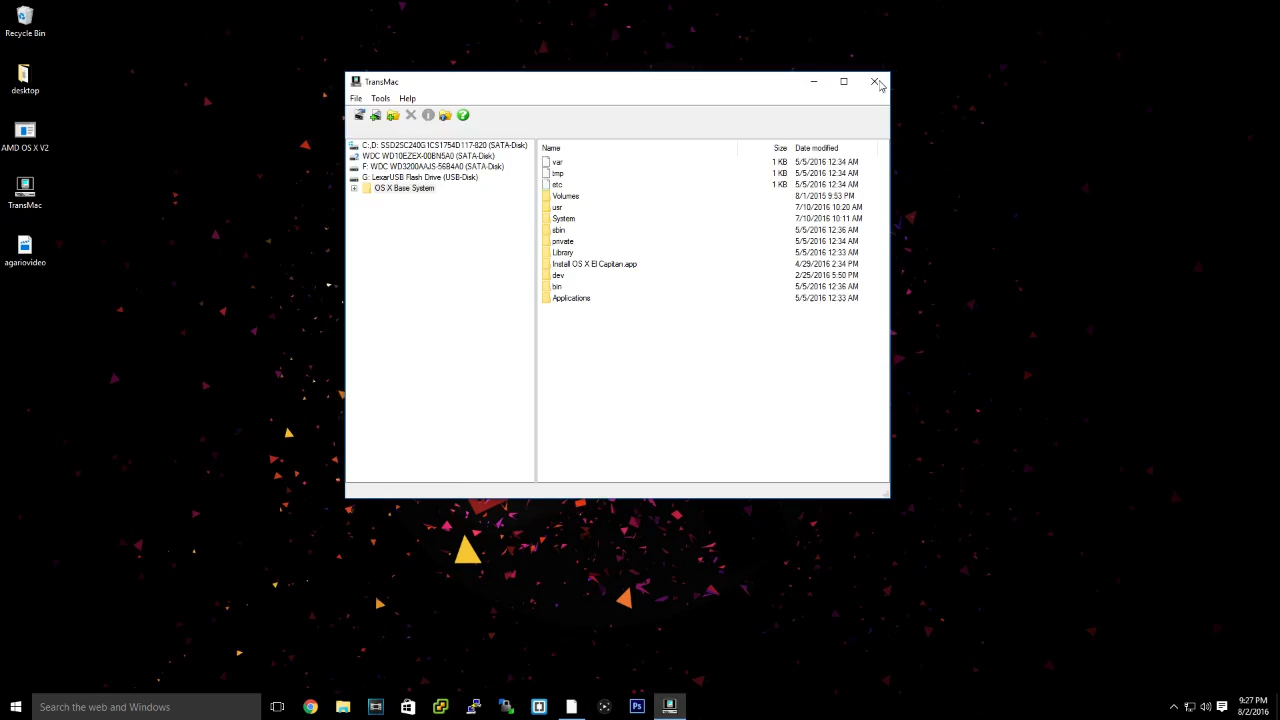 Recycle Bin
desktop
AMD OS X V2
TransMac
agariovideo
TransMac
File Tools Help
C:,D: SSD2SC240G1CS1754D117-820 (SATA-Disk)
WDC WD10EZEX-00BN5A0 (SATA-Disk)
F: WDC WD3200AAJS-56B4A0 (SATA-Disk)
G: LexarUSB Flash Drive (USB-Disk)
OS X Base System
Name Size Date modified
var 1 KB 5/5/2016 12:34 AM
tmp 1 KB 5/5/2016 12:34 AM
etc 1 KB 5/5/2016 12:34 AM
Volumes 8/1/2015 9:53 PM
usr 7/10/2016 10:20 AM
System 7/10/2016 10:11 AM
sbin 5/5/2016 12:36 AM
private 5/5/2016 12:34 AM
Library 5/5/2016 12:33 AM
Install OS X El Capitan.app 4/29/2016 2:34 PM
dev 2/25/2016 5:50 PM
bin 5/5/2016 12:36 AM
Applications 5/5/2016 12:33 AM
Search the web and Windows
Ps
9:27 PM
8/2/2016